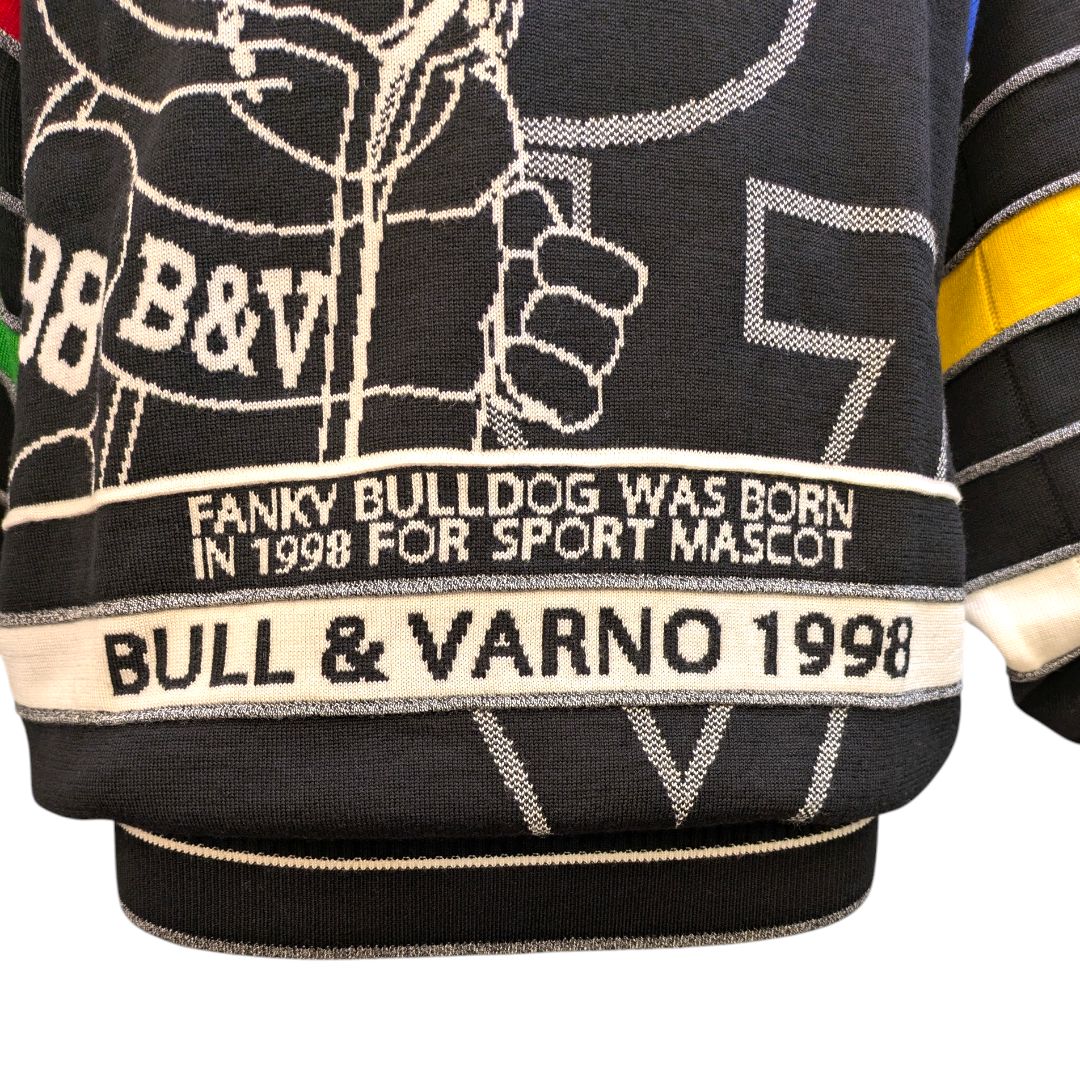 98 B&V
FANKY BULLDOG WAS BORN
IN 1998 FOR SPORT MASCOT
BULL & VARNO 1998